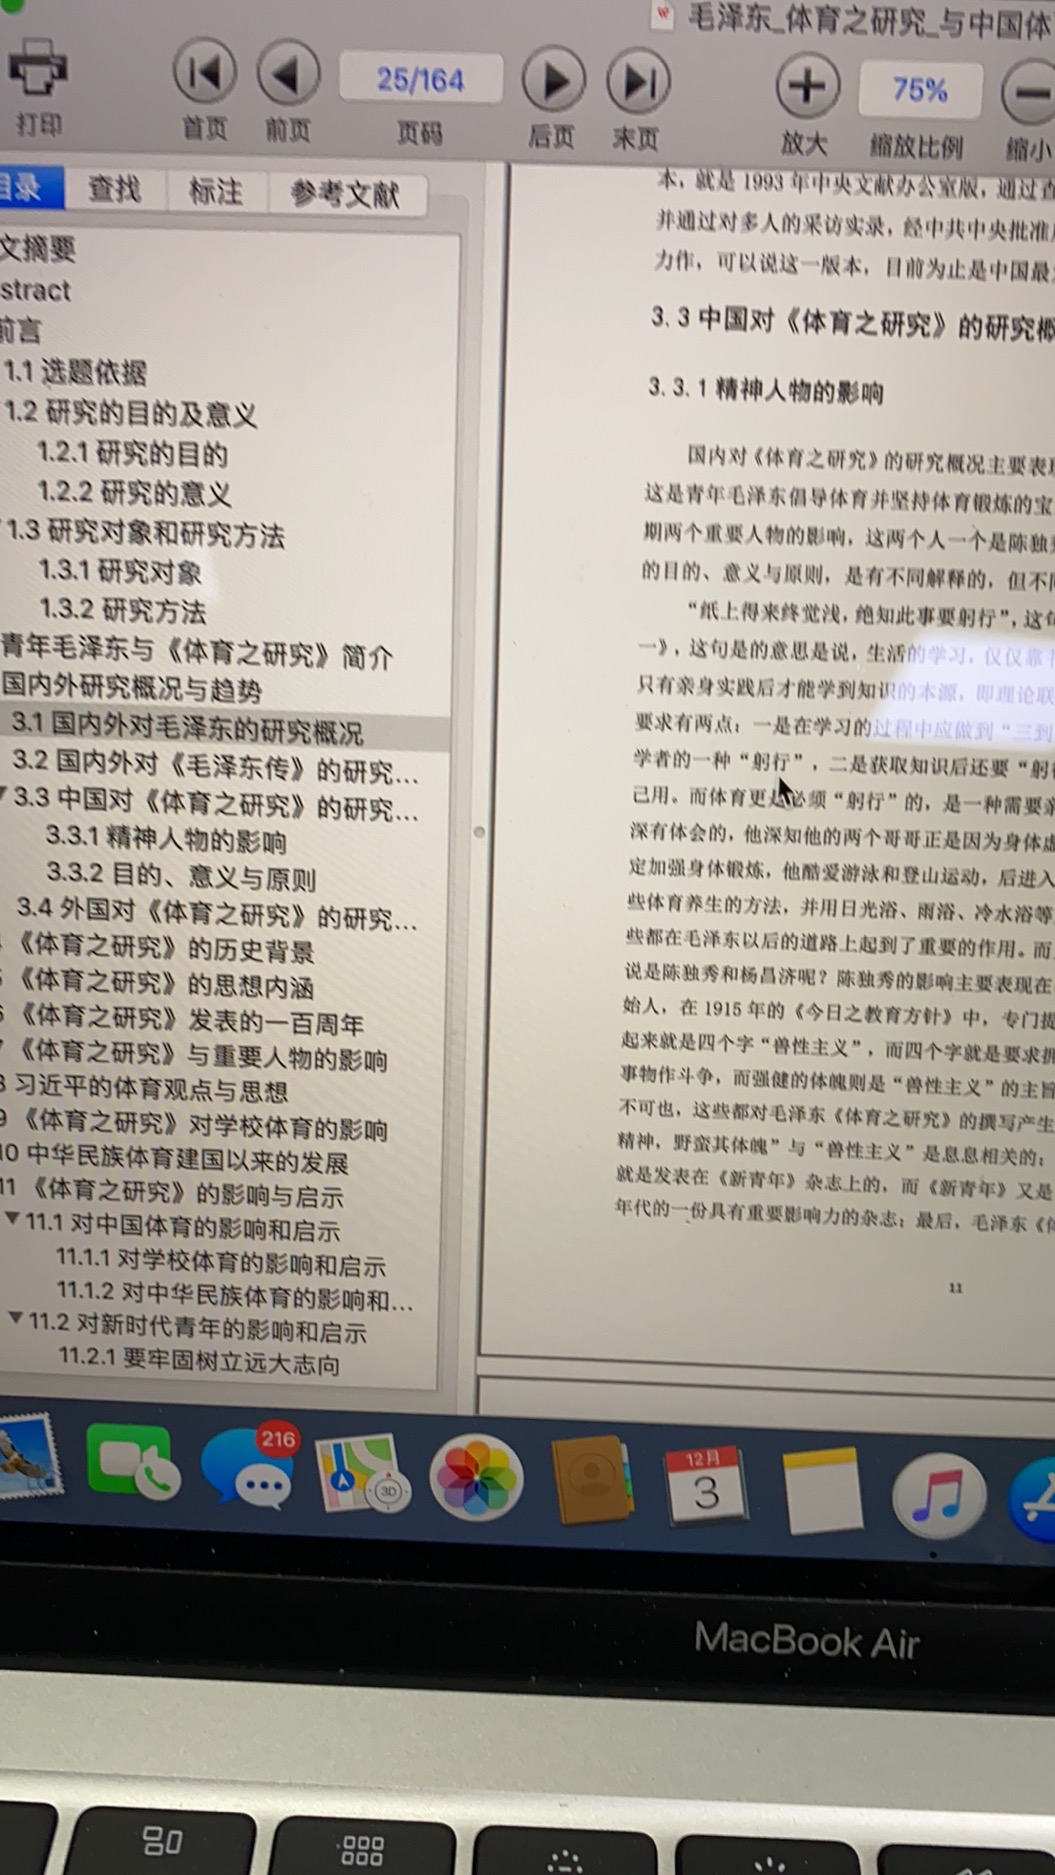 毛泽东_体育之研究_与中国体
打印
首页
前页
25/164
页码
后页
末页
放大
75%
缩放比例
缩小
目录
查找
标注
参考文献
文摘要
stract
前言
1.1 选题依据
1.2 研究的目的及意义
1.2.1 研究的目的
1.2.2 研究的意义
1.3 研究对象和研究方法
1.3.1 研究对象
1.3.2 研究方法
青年毛泽东与《体育之研究》简介
国内外研究概况与趋势
3.1 国内外对毛泽东的研究概况
3.2 国内外对《毛泽东传》的研究...
3.3 中国对《体育之研究》的研究...
3.3.1 精神人物的影响
3.3.2 目的、意义与原则
3.4 外国对《体育之研究》的研究...
《体育之研究》的历史背景
《体育之研究》的思想内涵
《体育之研究》发表的一百周年
《体育之研究》与重要人物的影响
8 习近平的体育观点与思想
9 《体育之研究》对学校体育的影响
10 中华民族体育建国以来的发展
11 《体育之研究》的影响与启示
11.1 对中国体育的影响和启示
11.1.1 对学校体育的影响和启示
11.1.2 对中华民族体育的影响和...
11.2 对新时代青年的影响和启示
11.2.1 要牢固树立远大志向
本，就是 1993 年中央文献办公室版，通过查
并通过对多人的采访实录，经中共中央批准
力作，可以说这一版本，目前为止是中国最
3.3 中国对《体育之研究》的研究概
3.3.1 精神人物的影响
国内对《体育之研究》的研究概况主要表现
这是青年毛泽东倡导体育并坚持体育锻炼的宝
期两个重要人物的影响，这两个人一个是陈独秀
的目的、意义与原则，是有不同解释的，但不同
“纸上得来终觉浅，绝知此事要躬行”，这句
一》，这句是的意思是说，生活的学习，仅仅靠
只有亲身实践后才能学到知识的本源，即理论联
要求有两点：一是在学习的过程中应做到“三到
学者的一种“躬行”，二是获取知识后还要“躬行
己用。而体育更是必须“躬行”的，是一种需要亲
深有体会的，他深知他的两个哥哥正是因为身体虚
定加强身体锻炼，他酷爱游泳和登山运动，后进入
些体育养生的方法，并用日光浴、雨浴、冷水浴等
些都在毛泽东以后的道路上起到了重要的作用。而
说是陈独秀和杨昌济呢？陈独秀的影响主要表现在
始人，在 1915 年的《今日之教育方针》中，专门提
起来就是四个字“兽性主义”，而四个字就是要求拥
事物作斗争，而强健的体魄则是“兽性主义”的主旨
不可也，这些都对毛泽东《体育之研究》的撰写产生
精神，野蛮其体魄”与“兽性主义”是息息相关的；
就是发表在《新青年》杂志上的，而《新青年》又是
年代的一份具有重要影响力的杂志；最后，毛泽东《体
11
216
3D
12月
3
MacBook Air